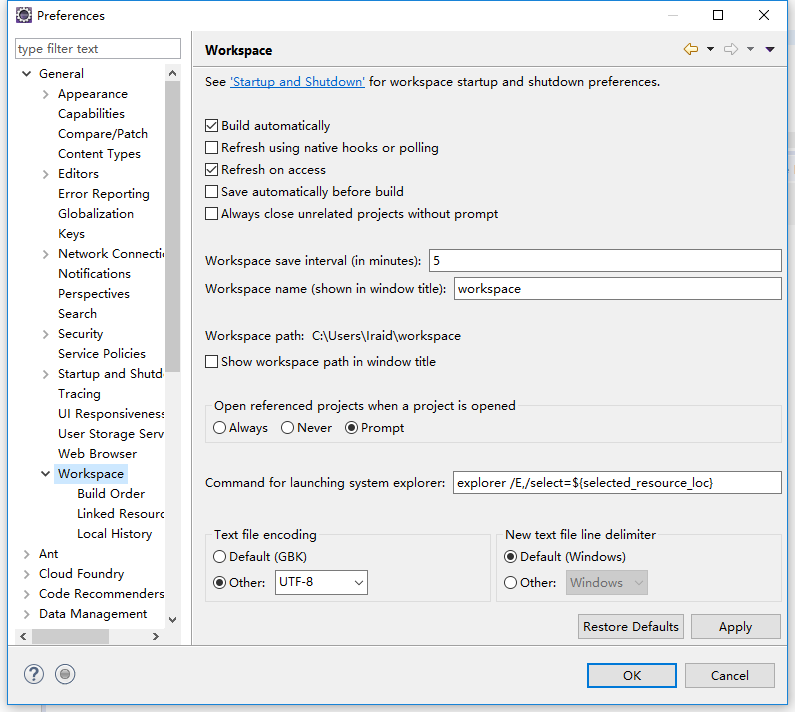 Preferences
type filter text
General
Appearance
Capabilities
Compare/Patch
Content Types
Editors
Error Reporting
Globalization
Keys
Network Connecti
Notifications
Perspectives
Search
Security
Service Policies
Startup and Shutd
Tracing
UI Responsiveness
User Storage Serv
Web Browser
Workspace
Build Order
Linked Resourc
Local History
Ant
Cloud Foundry
Code Recommenders
Data Management
Workspace
See 'Startup and Shutdown' for workspace startup and shutdown preferences.
Build automatically
Refresh using native hooks or polling
Refresh on access
Save automatically before build
Always close unrelated projects without prompt
Workspace save interval (in minutes): 5
Workspace name (shown in window title): workspace
Workspace path: C:\Users\Iraid\workspace
Show workspace path in window title
Open referenced projects when a project is opened
Always Never Prompt
Command for launching system explorer: explorer /E,/select=${selected_resource_loc}
Text file encoding
Default (GBK)
Other: UTF-8
New text file line delimiter
Default (Windows)
Other: Windows
Restore Defaults Apply
OK Cancel